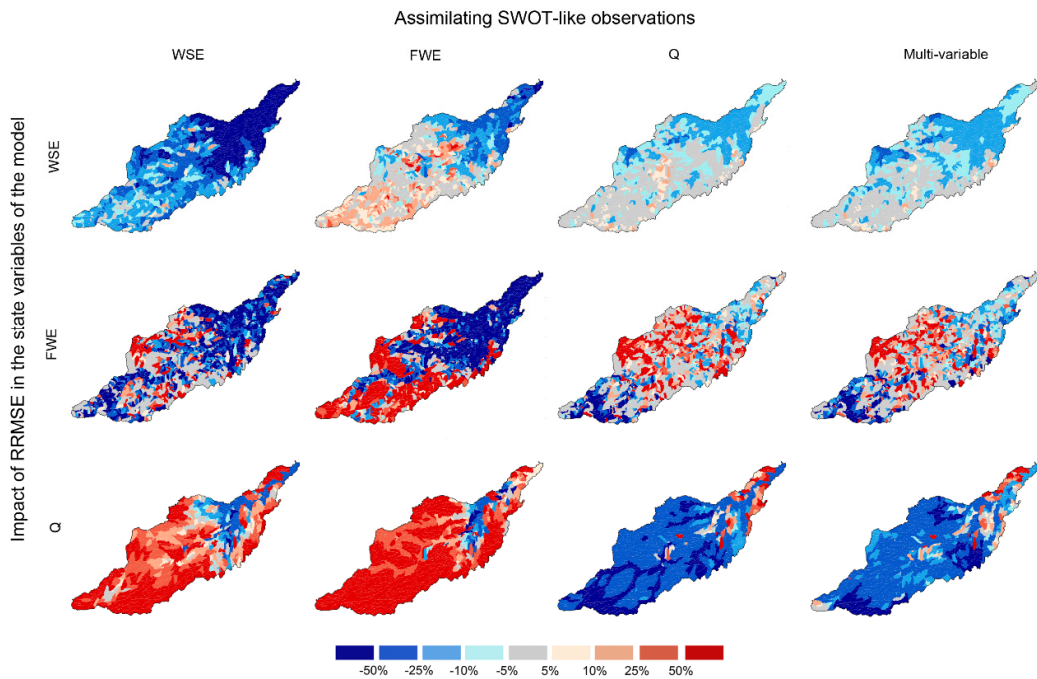 Assimilating SWOT-like observations
WSE FWE Q Multi-variable
Impact of RRMSE in the state variables of the model
WSE
FWE
Q
-50% -25% -10% -5% 5% 10% 25% 50%